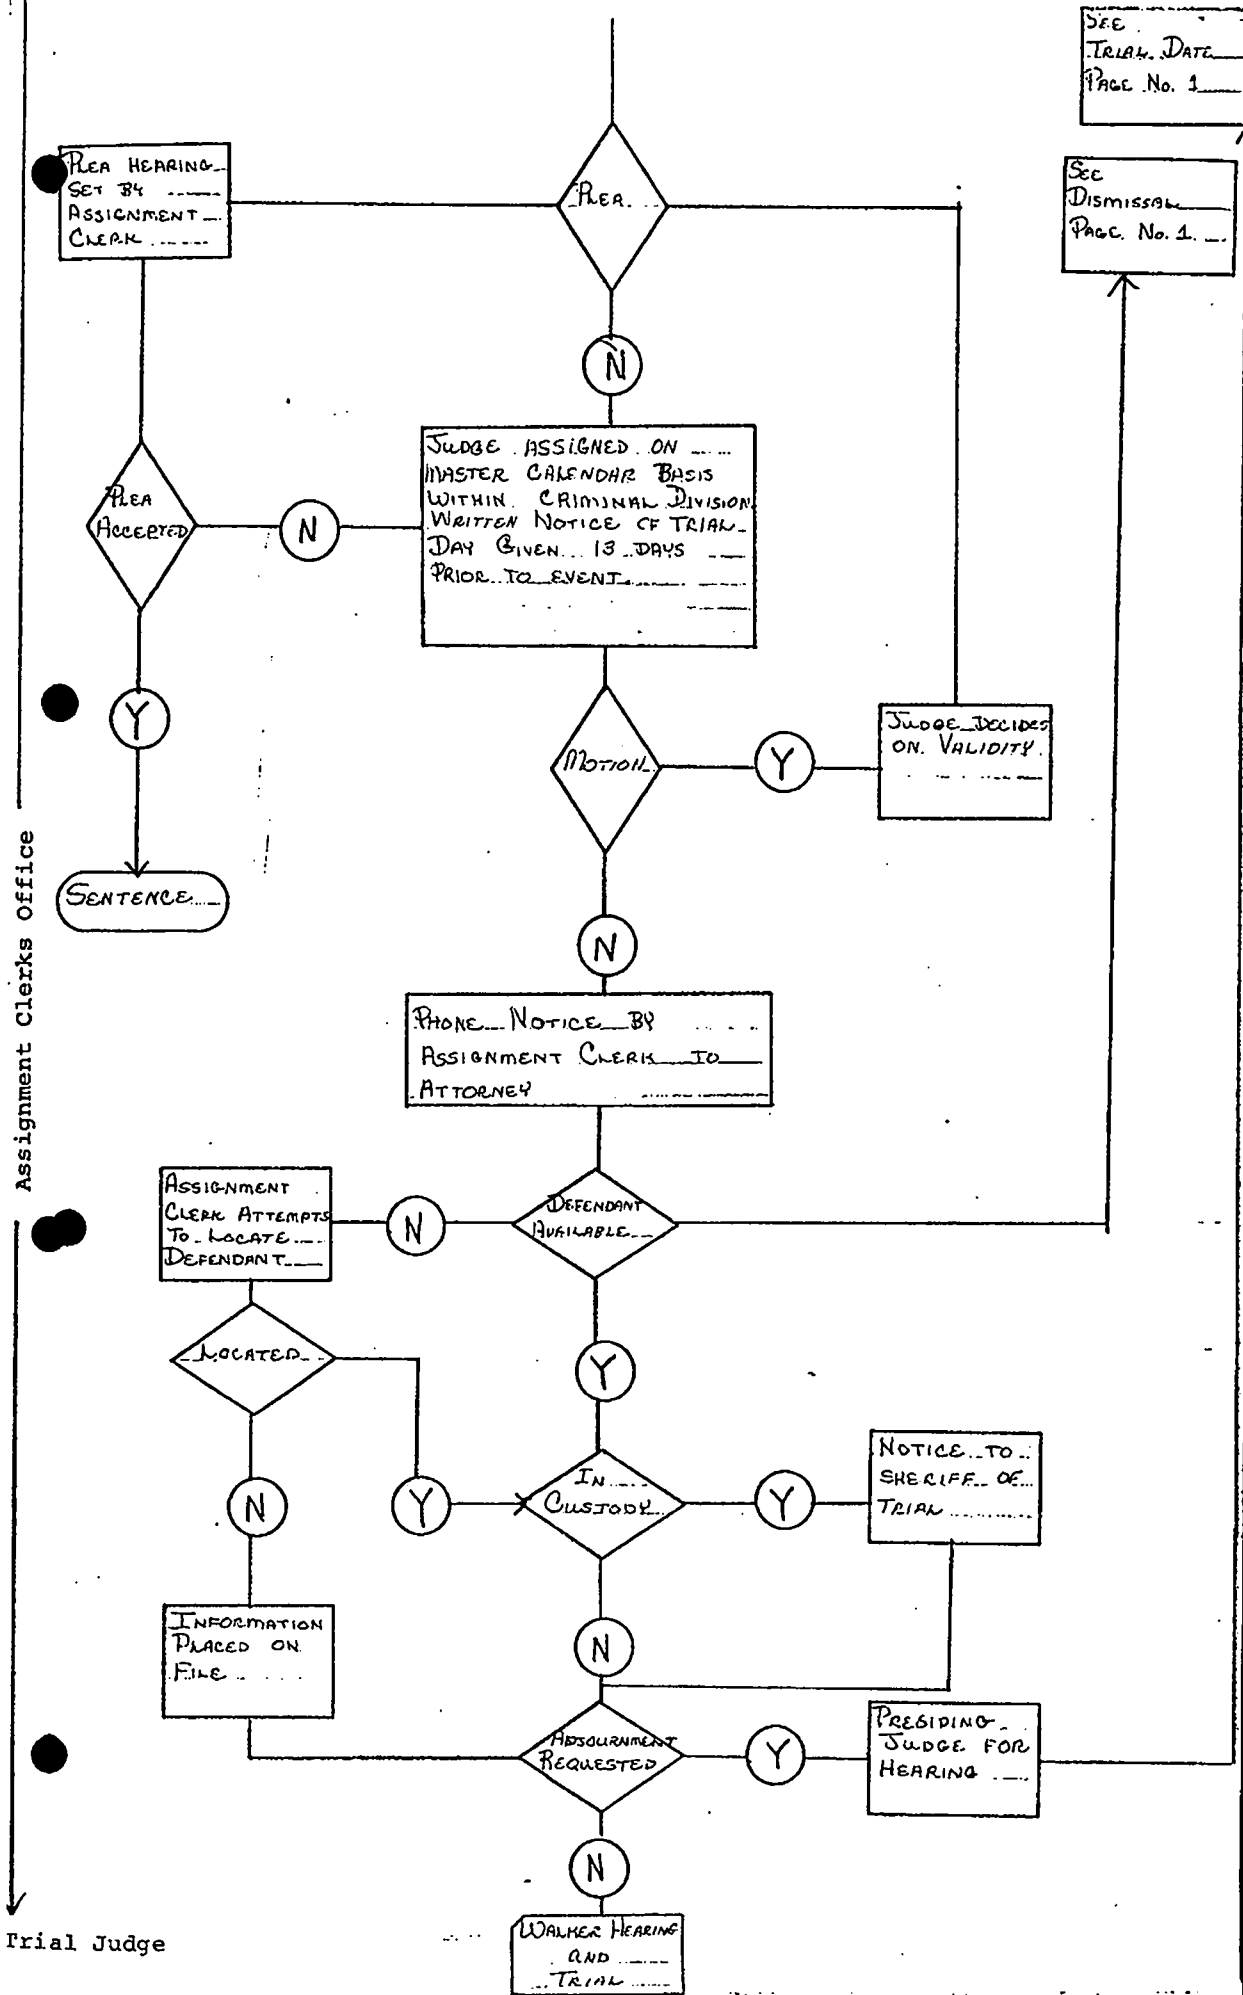 SEE
TRIAL DATE
PAGE No. 1
PLEA HEARING
SET BY
ASSIGNMENT
CLERK
PLEA
SEE
DISMISSAL
PAGE No. 1
N
JUDGE ASSIGNED ON
MASTER CALENDAR BASIS
WITHIN CRIMINAL DIVISION
WRITTEN NOTICE OF TRIAL
DAY GIVEN 13 DAYS
PRIOR TO EVENT
PLEA
ACCEPTED
N
Y
MOTION
Y
JUDGE DECIDES
ON VALIDITY
SENTENCE
Assignment Clerks Office
N
PHONE NOTICE BY
ASSIGNMENT CLERK TO
ATTORNEY
ASSIGNMENT
CLERK ATTEMPTS
TO LOCATE
DEFENDANT
N
DEFENDANT
AVAILABLE
LOCATED
Y
N
Y
IN
CUSTODY
Y
NOTICE TO
SHERIFF OF
TRIAL
INFORMATION
PLACED ON
FILE
N
ADJOURNMENT
REQUESTED
Y
PRESIDING
JUDGE FOR
HEARING
N
Trial Judge
WALKER HEARING
AND
TRIAL